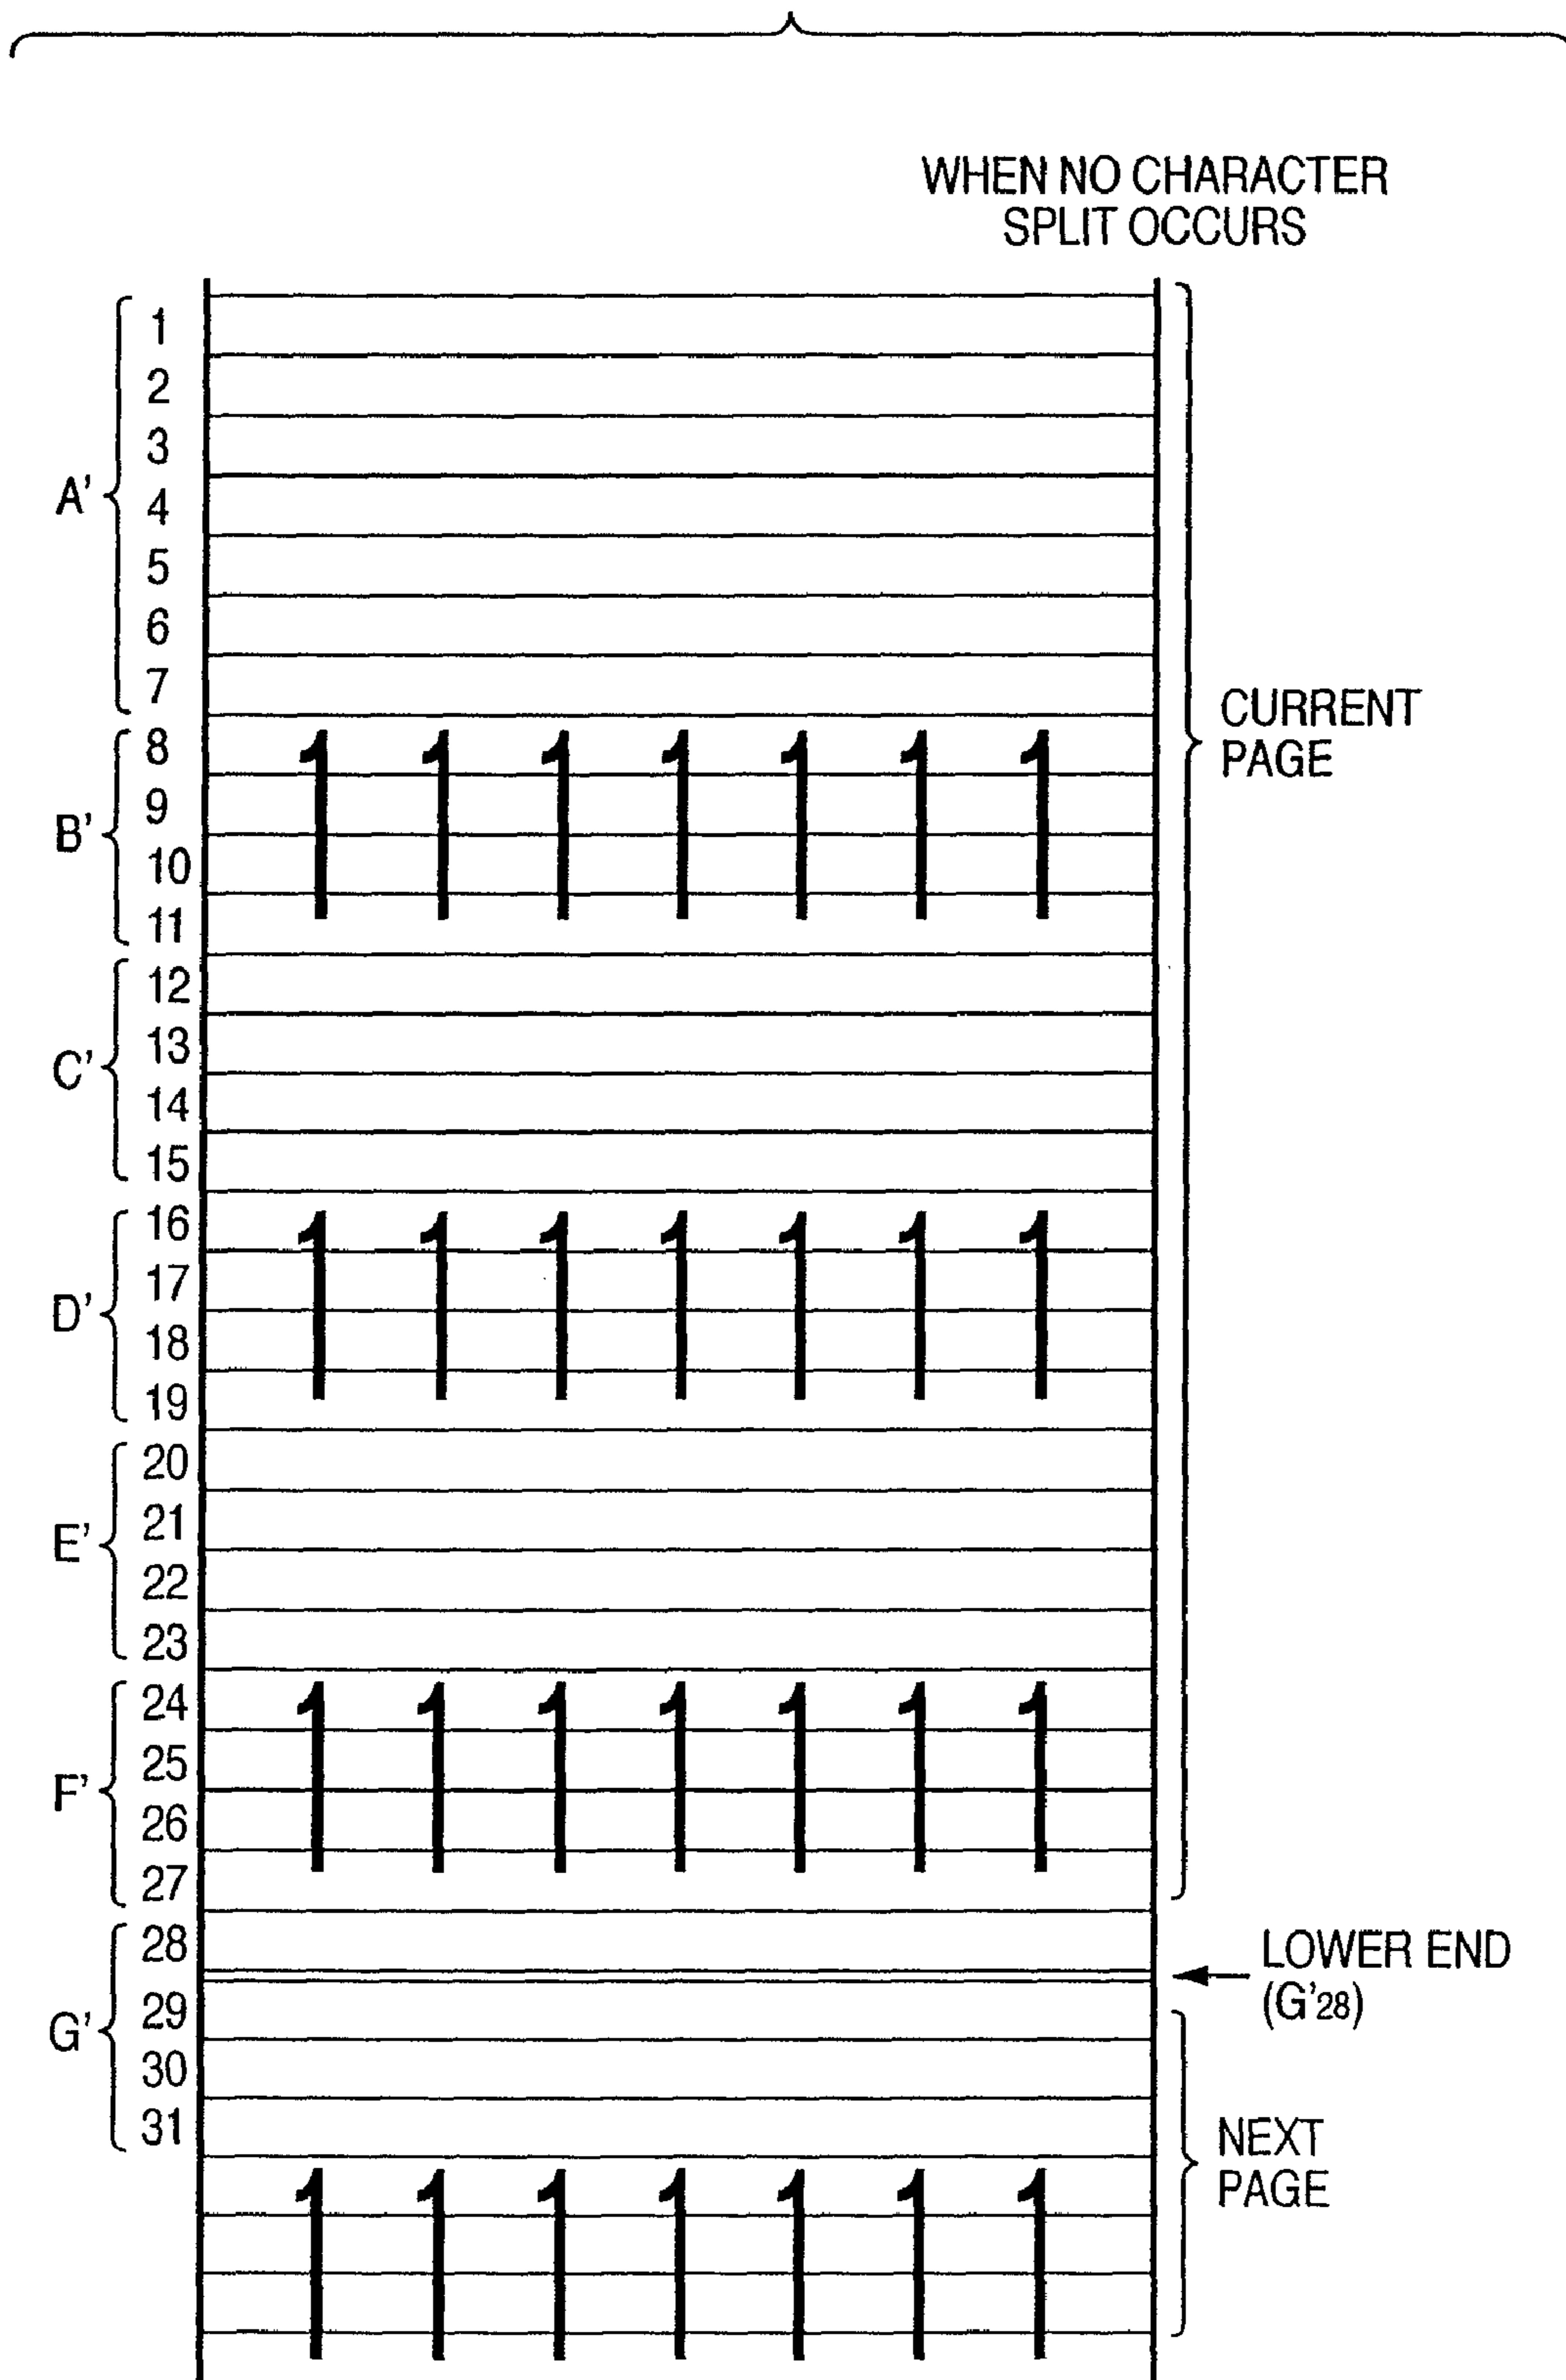 WHEN NO CHARACTER
SPLIT OCCURS
A'
1
2
3
4
5
6
7
CURRENT
PAGE
B'
8
9
10
11
1 1 1 1 1 1 1
C'
12
13
14
15
D'
16
17
18
19
1 1 1 1 1 1 1
E'
20
21
22
23
F'
24
25
26
27
1 1 1 1 1 1 1
G'
28
29
30
31
LOWER END
(G'28)
NEXT
PAGE
1 1 1 1 1 1 1